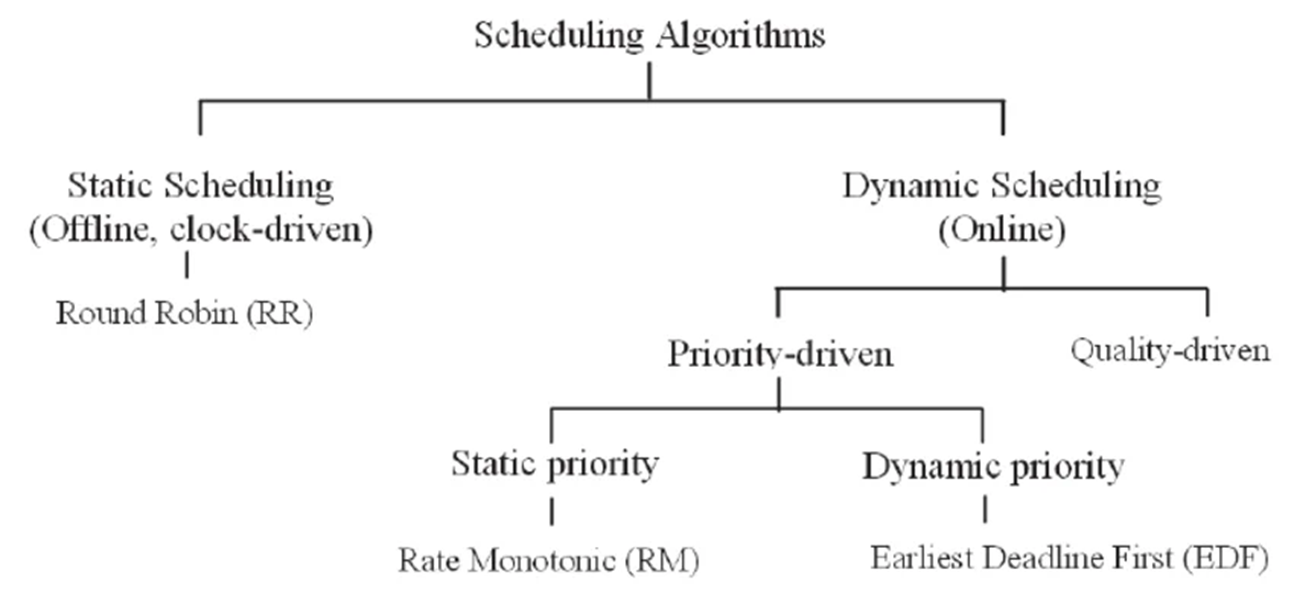 Scheduling Algorithms
Static Scheduling
(Offline, clock-driven)
Round Robin (RR)
Dynamic Scheduling
(Online)
Priority-driven
Quality-driven
Static priority
Dynamic priority
Rate Monotonic (RM)
Earliest Deadline First (EDF)